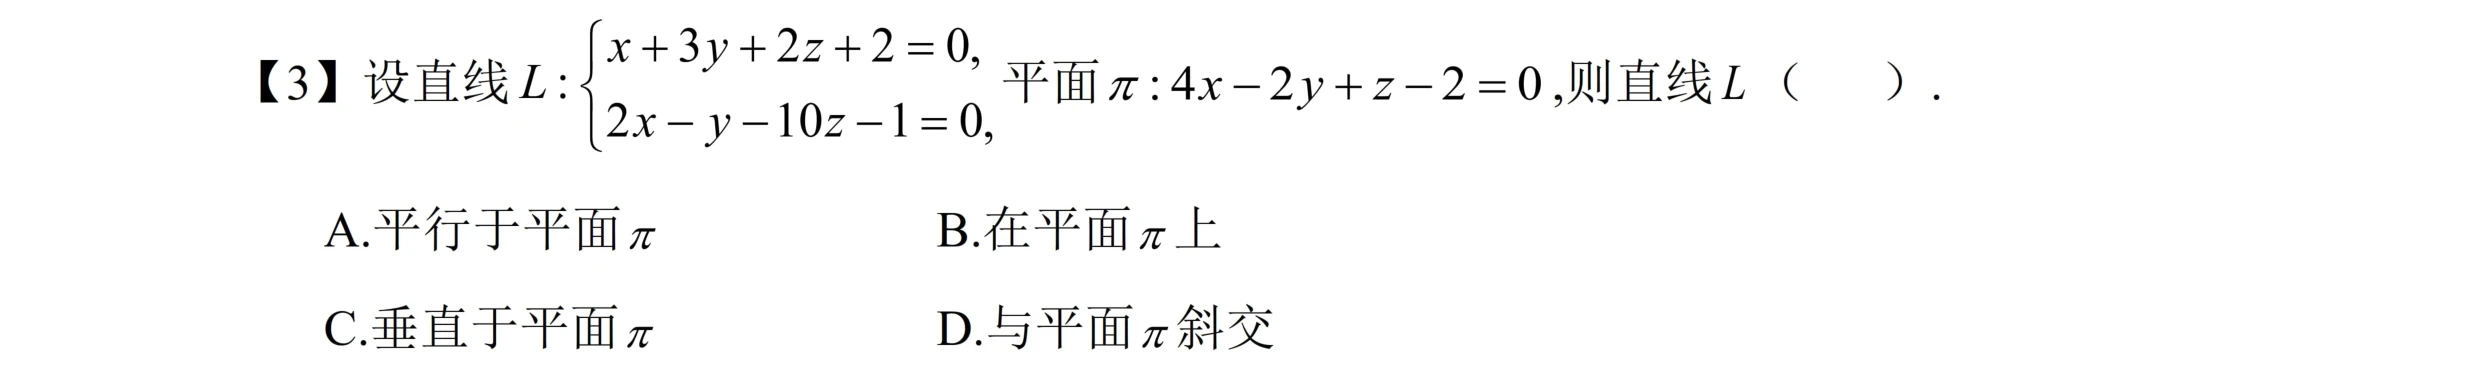 【3】设直线L:{x+3y+2z+2=0, 2x-y-10z-1=0, 平面π:4x-2y+z-2=0,则直线L（ ）.
A.平行于平面π B.在平面π上
C.垂直于平面π D.与平面π斜交